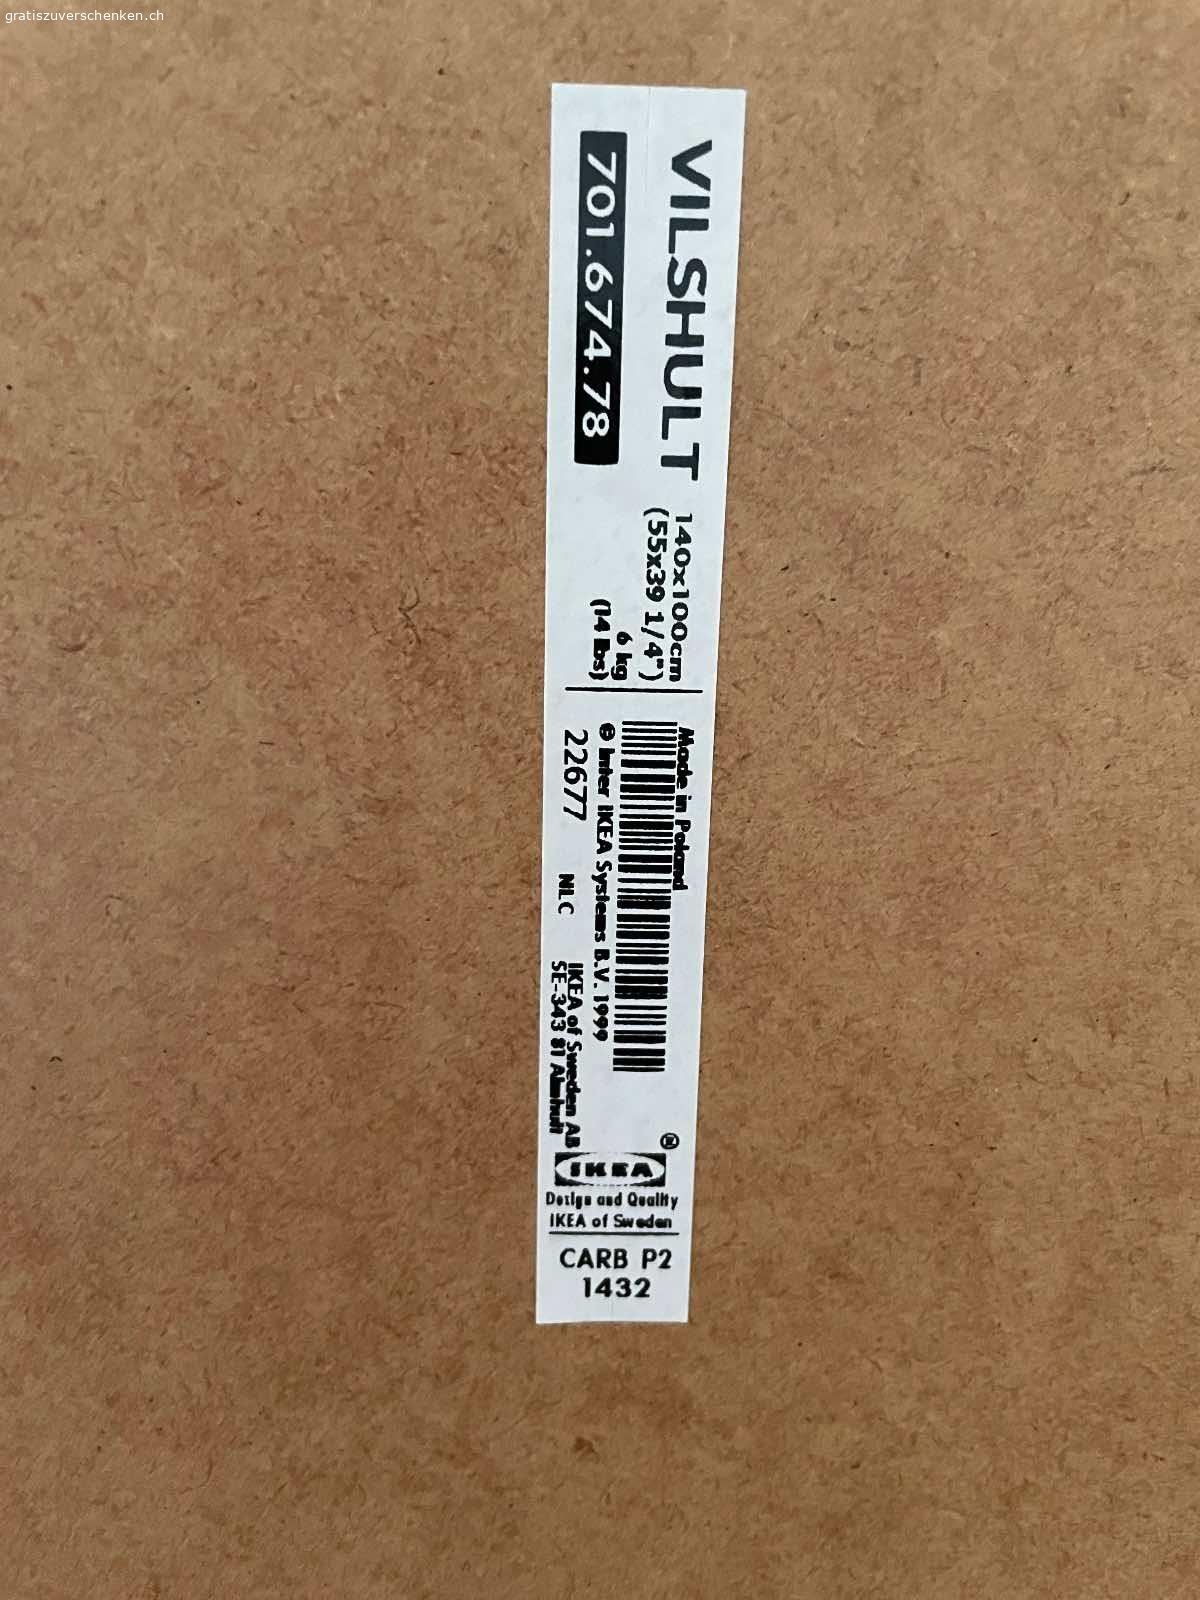 gratiszuverschenken.ch
VILSHULT
701.674.78
140x100cm
(55x39 1/4")
6 kg
(14 lbs)
Made in Poland
© Inter IKEA Systems B.V. 1999
22677
NLC
IKEA of Sweden AB
SE-343 81 Älmhult
®
IKEA
Design and Quality
IKEA of Sweden
CARB P2
1432